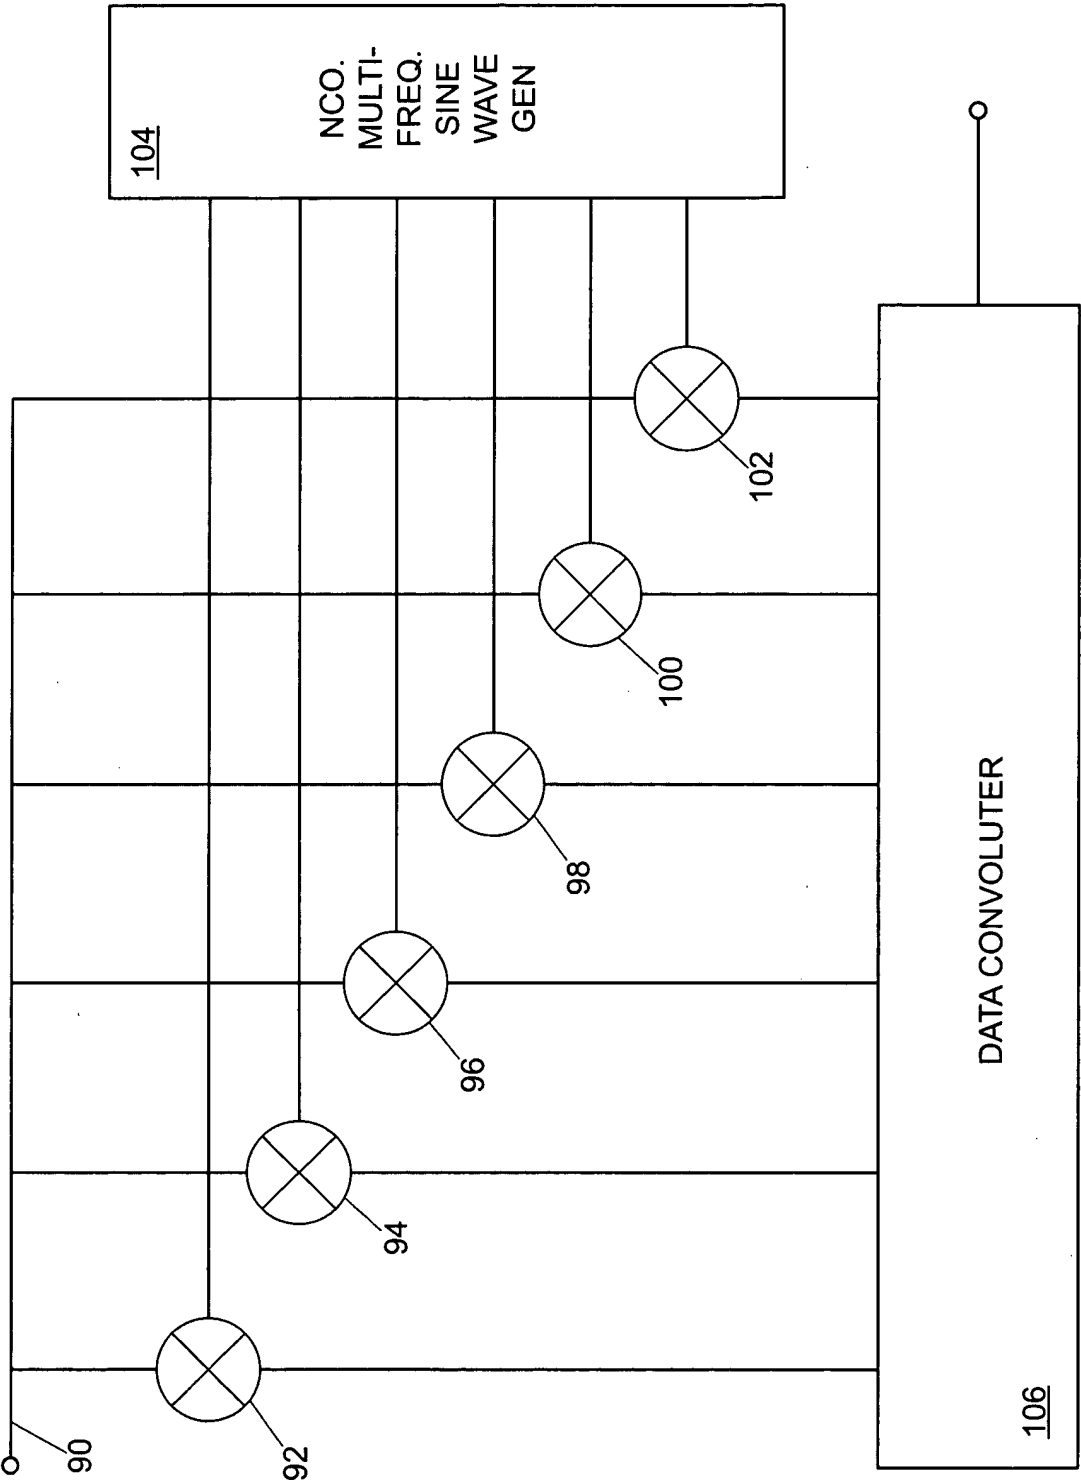 104
NCO.
MULTI-
FREQ.
SINE
WAVE
GEN
102
100
98
96
94
92
90
DATA CONVOLUTER
106